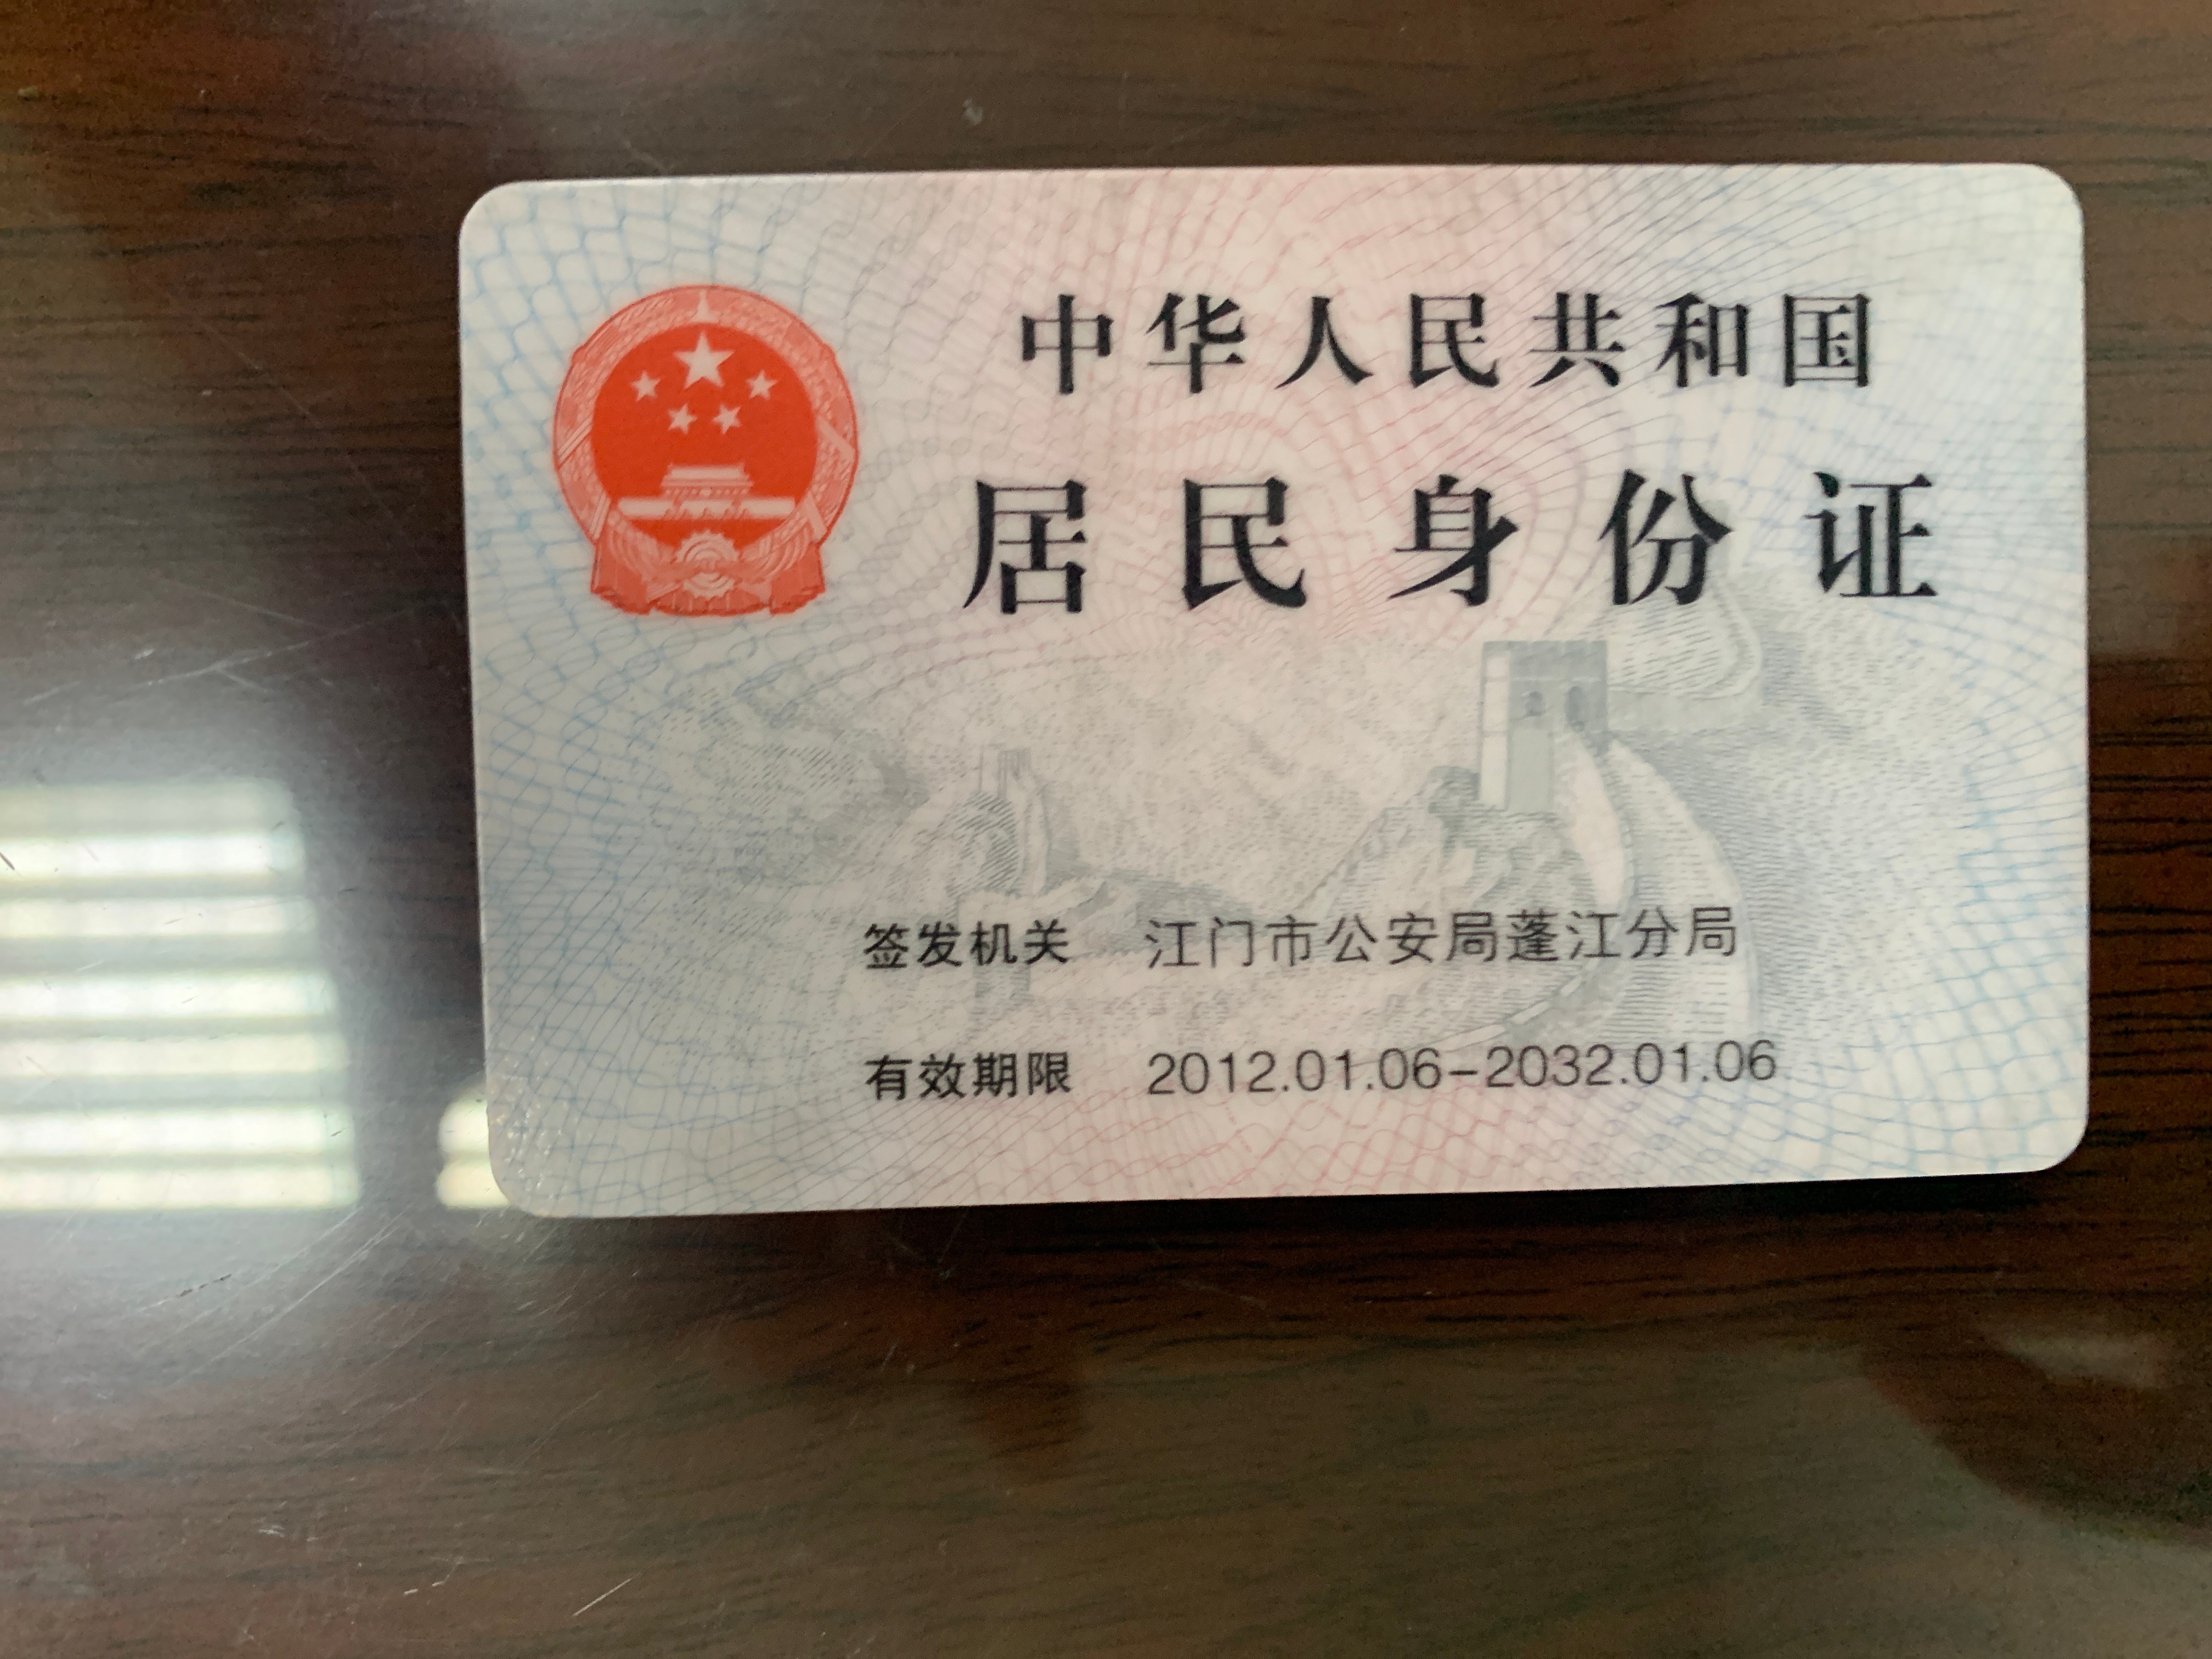 中华人民共和国
居民身份证
签发机关 江门市公安局蓬江分局
有效期限 2012.01.06-2032.01.06